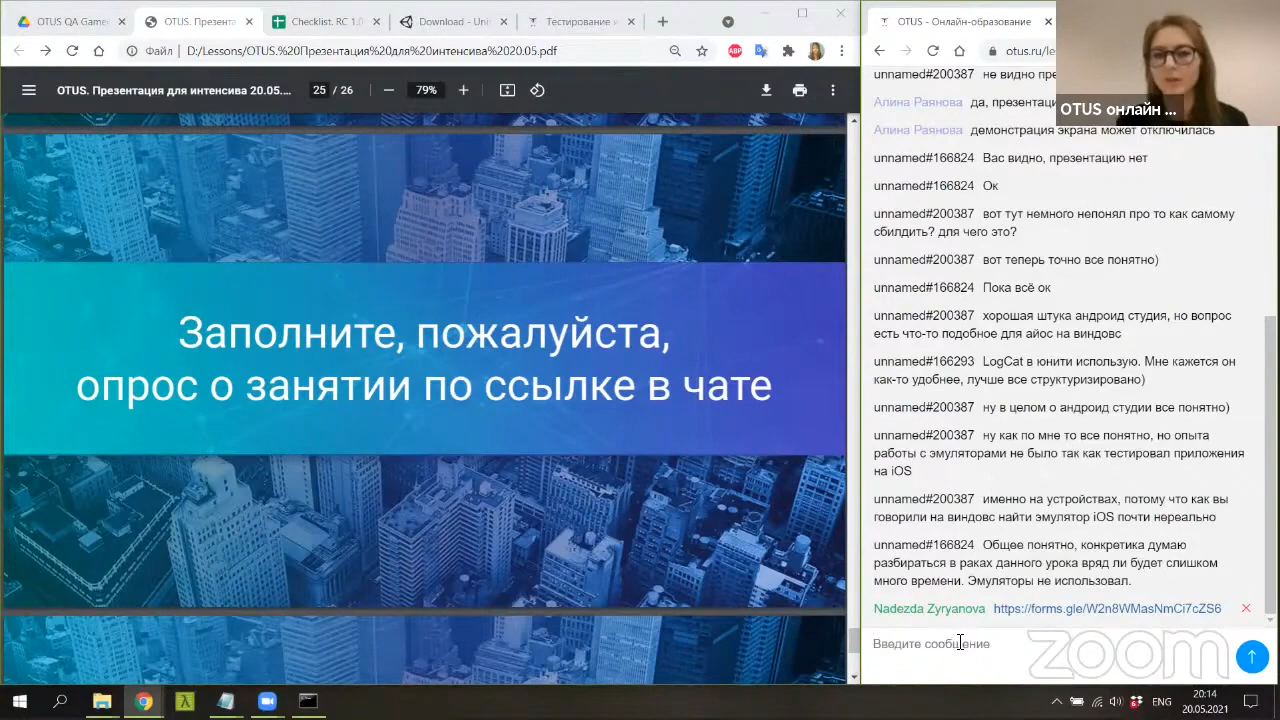 OTUS QA Game
OTUS. Презент
Checklist. RC 1.0
Download - Unit
Тестирование и
OTUS - Онлайн-образование
Файл
D:/Lessons/OTUS.%20Презентация%20для%20интенсива%2020.05.pdf
ABP
otus.ru/le
OTUS. Презентация для интенсива 20.05....
25 / 26
79%
Заполните, пожалуйста,
опрос о занятии по ссылке в чате
OTUS онлайн ...
unnamed#200387 не видно пре
Алина Раянова да, презентаци
Алина Раянова демонстрация экрана может отключилась
unnamed#166824 Вас видно, презентацию нет
unnamed#166824 Ок
unnamed#200387 вот тут немного непонял про то как самому
сбилдить? для чего это?
unnamed#200387 вот теперь точно все понятно)
unnamed#166824 Пока всё ок
unnamed#200387 хорошая штука андроид студия, но вопрос
есть что-то подобное для айос на виндовс
unnamed#166293 LogCat в юнити использую. Мне кажется он
как-то удобнее, лучше все структуризировано)
unnamed#200387 ну в целом о андроид студии все понятно)
unnamed#200387 ну как по мне то все понятно, но опыта
работы с эмуляторами не было так как тестировал приложения
на iOS
unnamed#200387 именно на устройствах, потому что как вы
говорили на виндовс найти эмулятор iOS почти нереально
unnamed#166824 Общее понятно, конкретика думаю
разбираться в раках данного урока вряд ли будет слишком
много времени. Эмуляторы не использовал.
Nadezda Zyryanova https://forms.gle/W2n8WMasNmCi7cZS6
Введите сообщение
zoom
ENG
20:14
20.05.2021